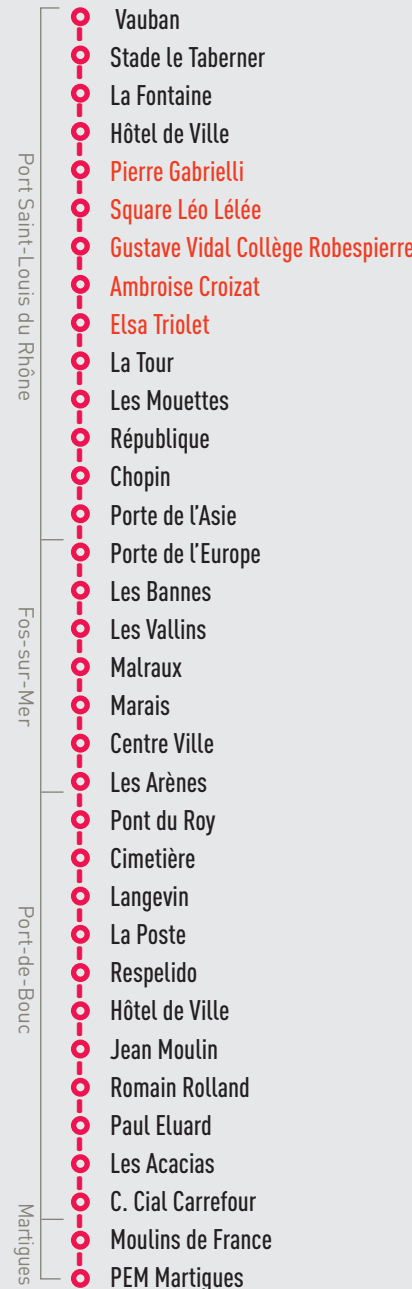 Vauban
Stade le Taberner
La Fontaine
Hôtel de Ville
Pierre Gabrielli
Square Léo Lélée
Gustave Vidal Collège Robespierre
Ambroise Croizat
Elsa Triolet
La Tour
Les Mouettes
République
Chopin
Porte de l'Asie
Port Saint-Louis du Rhône
Porte de l'Europe
Les Bannes
Les Vallins
Malraux
Marais
Centre Ville
Les Arènes
Fos-sur-Mer
Pont du Roy
Cimetière
Langevin
La Poste
Respelido
Hôtel de Ville
Jean Moulin
Romain Rolland
Paul Eluard
Les Acacias
C. Cial Carrefour
Port-de-Bouc
Moulins de France
PEM Martigues
Martigues